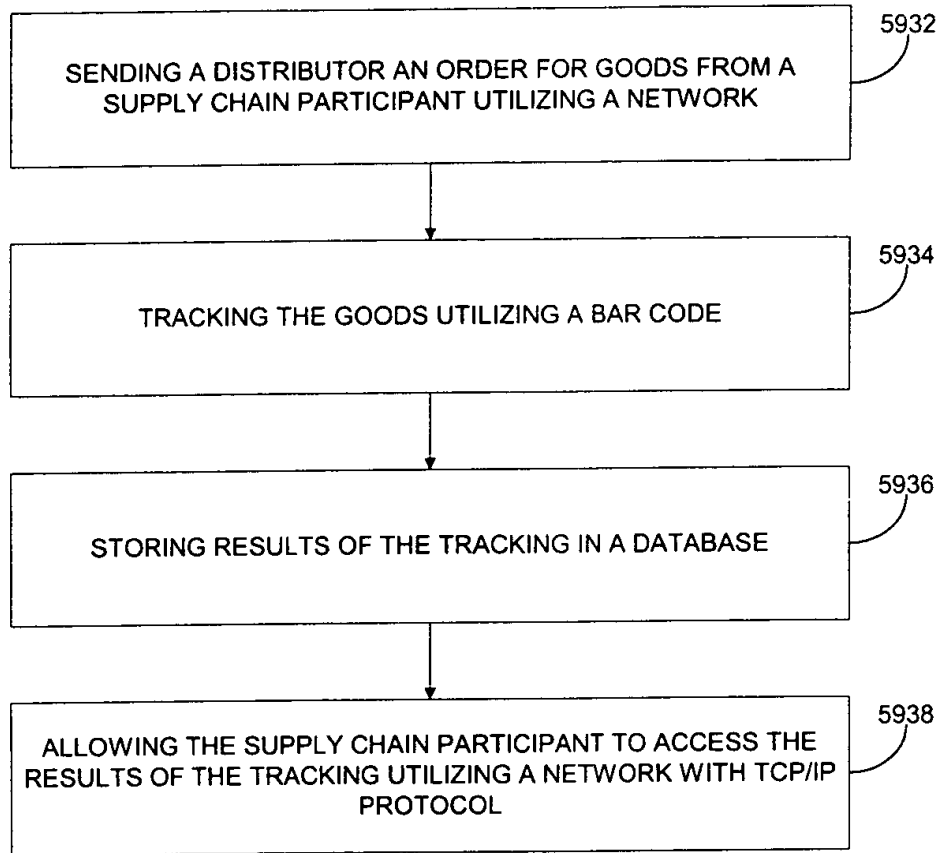 5932
SENDING A DISTRIBUTOR AN ORDER FOR GOODS FROM A
SUPPLY CHAIN PARTICIPANT UTILIZING A NETWORK
5934
TRACKING THE GOODS UTILIZING A BAR CODE
5936
STORING RESULTS OF THE TRACKING IN A DATABASE
5938
ALLOWING THE SUPPLY CHAIN PARTICIPANT TO ACCESS THE
RESULTS OF THE TRACKING UTILIZING A NETWORK WITH TCP/IP
PROTOCOL